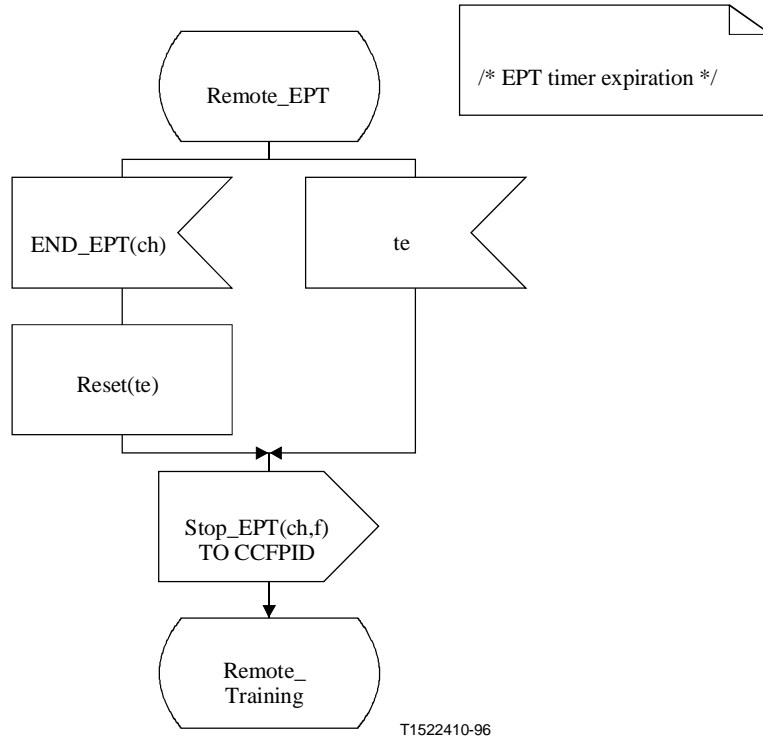 Remote_EPT
/* EPT timer expiration */
END_EPT(ch)
te
Reset(te)
Stop_EPT(ch,f)
TO CCFPID
Remote_
Training
T1522410-96